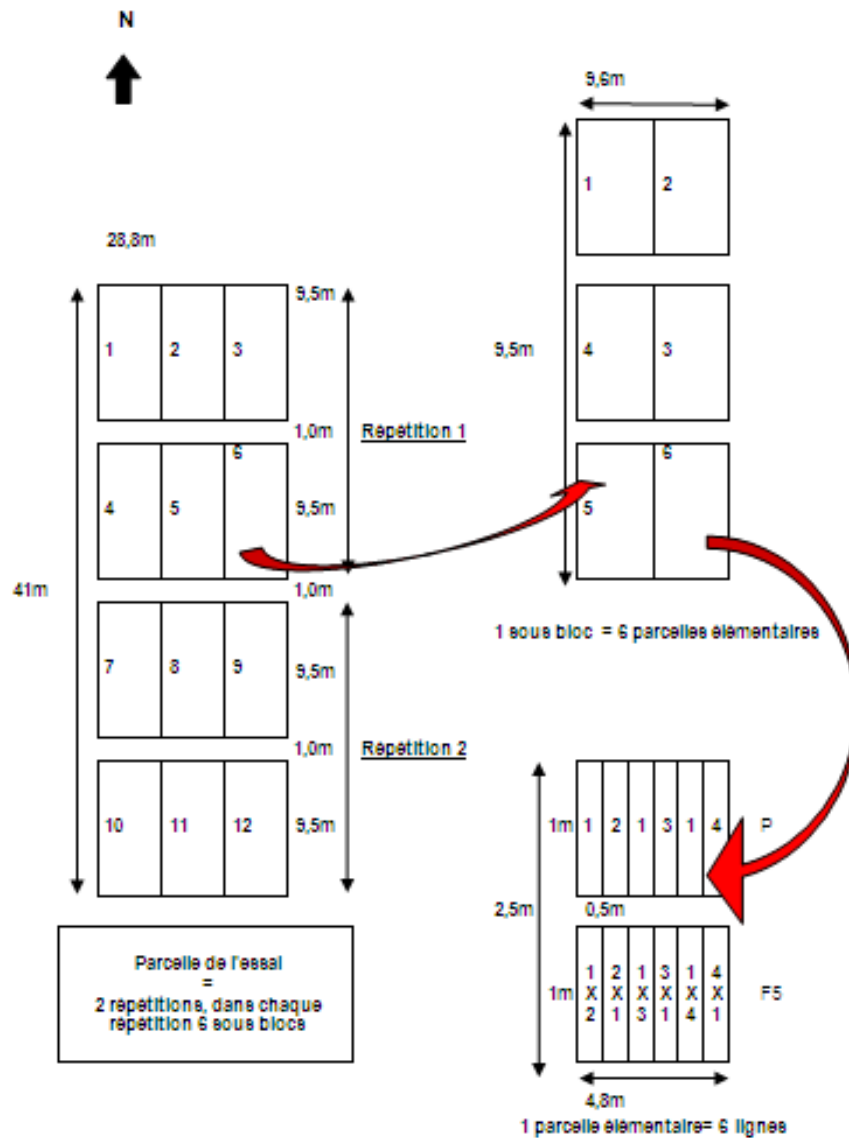 N
28,8m
1 2 3
9,5m
1,0m
Répétition 1
4 5 6
9,5m
41m
1,0m
7 8 9
9,5m
1,0m
Répétition 2
10 11 12
9,5m
Parcelle de l'essai
=
2 répétitions, dans chaque
répétition 6 sous blocs
9,6m
1 2
9,5m
4 3
5 6
1 sous bloc = 6 parcelles élémentaires
1m 1 2 1 3 1 4 P
2,5m
0,5m
1m
1 2 1 3 1 4
X X X X X X
2 1 3 1 4 1
F5
4,8m
1 parcelle élémentaire= 6 lignes